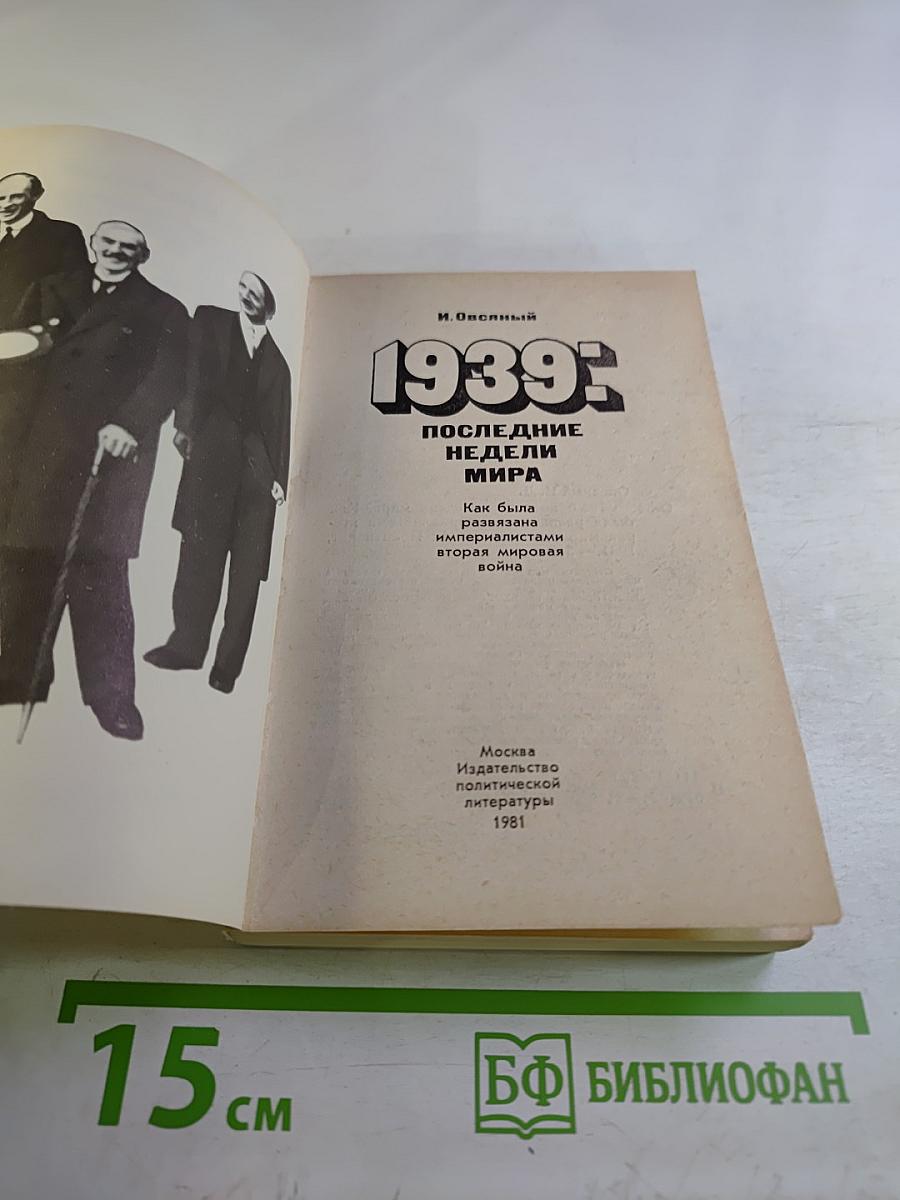 И. Овсяный
1939:
ПОСЛЕДНИЕ
НЕДЕЛИ
МИРА
Как была
развязана
империалистами
вторая мировая
война
Москва
Издательство
политической
литературы
1981
15 см
БФ БИБЛИОФАН